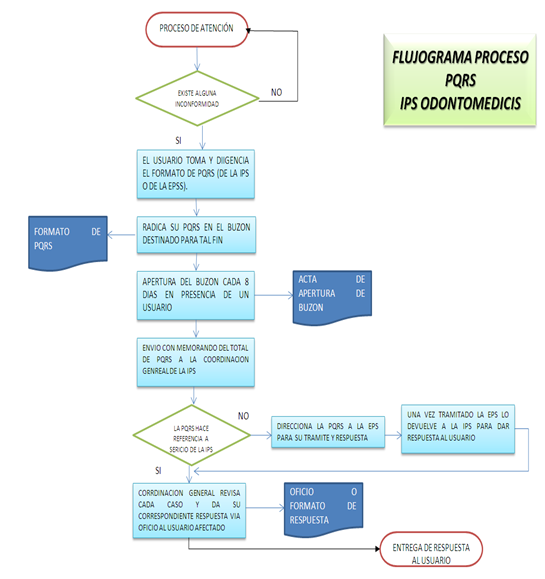 PROCESO DE ATENCIÓN
FLUJOGRAMA PROCESO
PQRS
IPS ODONTOMEDICIS
EXISTE ALGUNA
INCONFORMIDAD
NO
SI
EL USUARIO TOMA Y DIIGENCIA
EL FORMATO DE PQRS (DE LA IPS
O DE LA EPSS).
RADICA SU PQRS EN EL BUZON
DESTINADO PARA TAL FIN
FORMATO DE
PQRS
APERTURA DEL BUZON CADA 8
DIAS EN PRESENCIA DE UN
USUARIO
ACTA DE
APERTURA DE
BUZON
ENVIO CON MEMORANDO DEL TOTAL
DE PQRS A LA COORDINACION
GENREAL DE LA IPS
LA PQRS HACE
REFERENCIA A
SERICIO DE LA IPS
NO
DIRECCIONA LA PQRS A LA EPS
PARA SU TRAMITE Y RESPUESTA
UNA VEZ TRAMITADO LA EPS LO
DEVUELVE A LA IPS PARA DAR
RESPUESTA AL USUARIO
SI
CORRDINACION GENERAL REVISA
CADA CASO Y DA SU
CORRESPONDIENTE RESPUESTA VIA
OFICIO AL USUARIO AFECTADO
OFICIO O
FORMATO DE
RESPUESTA
ENTREGA DE RESPUESTA
AL USUARIO